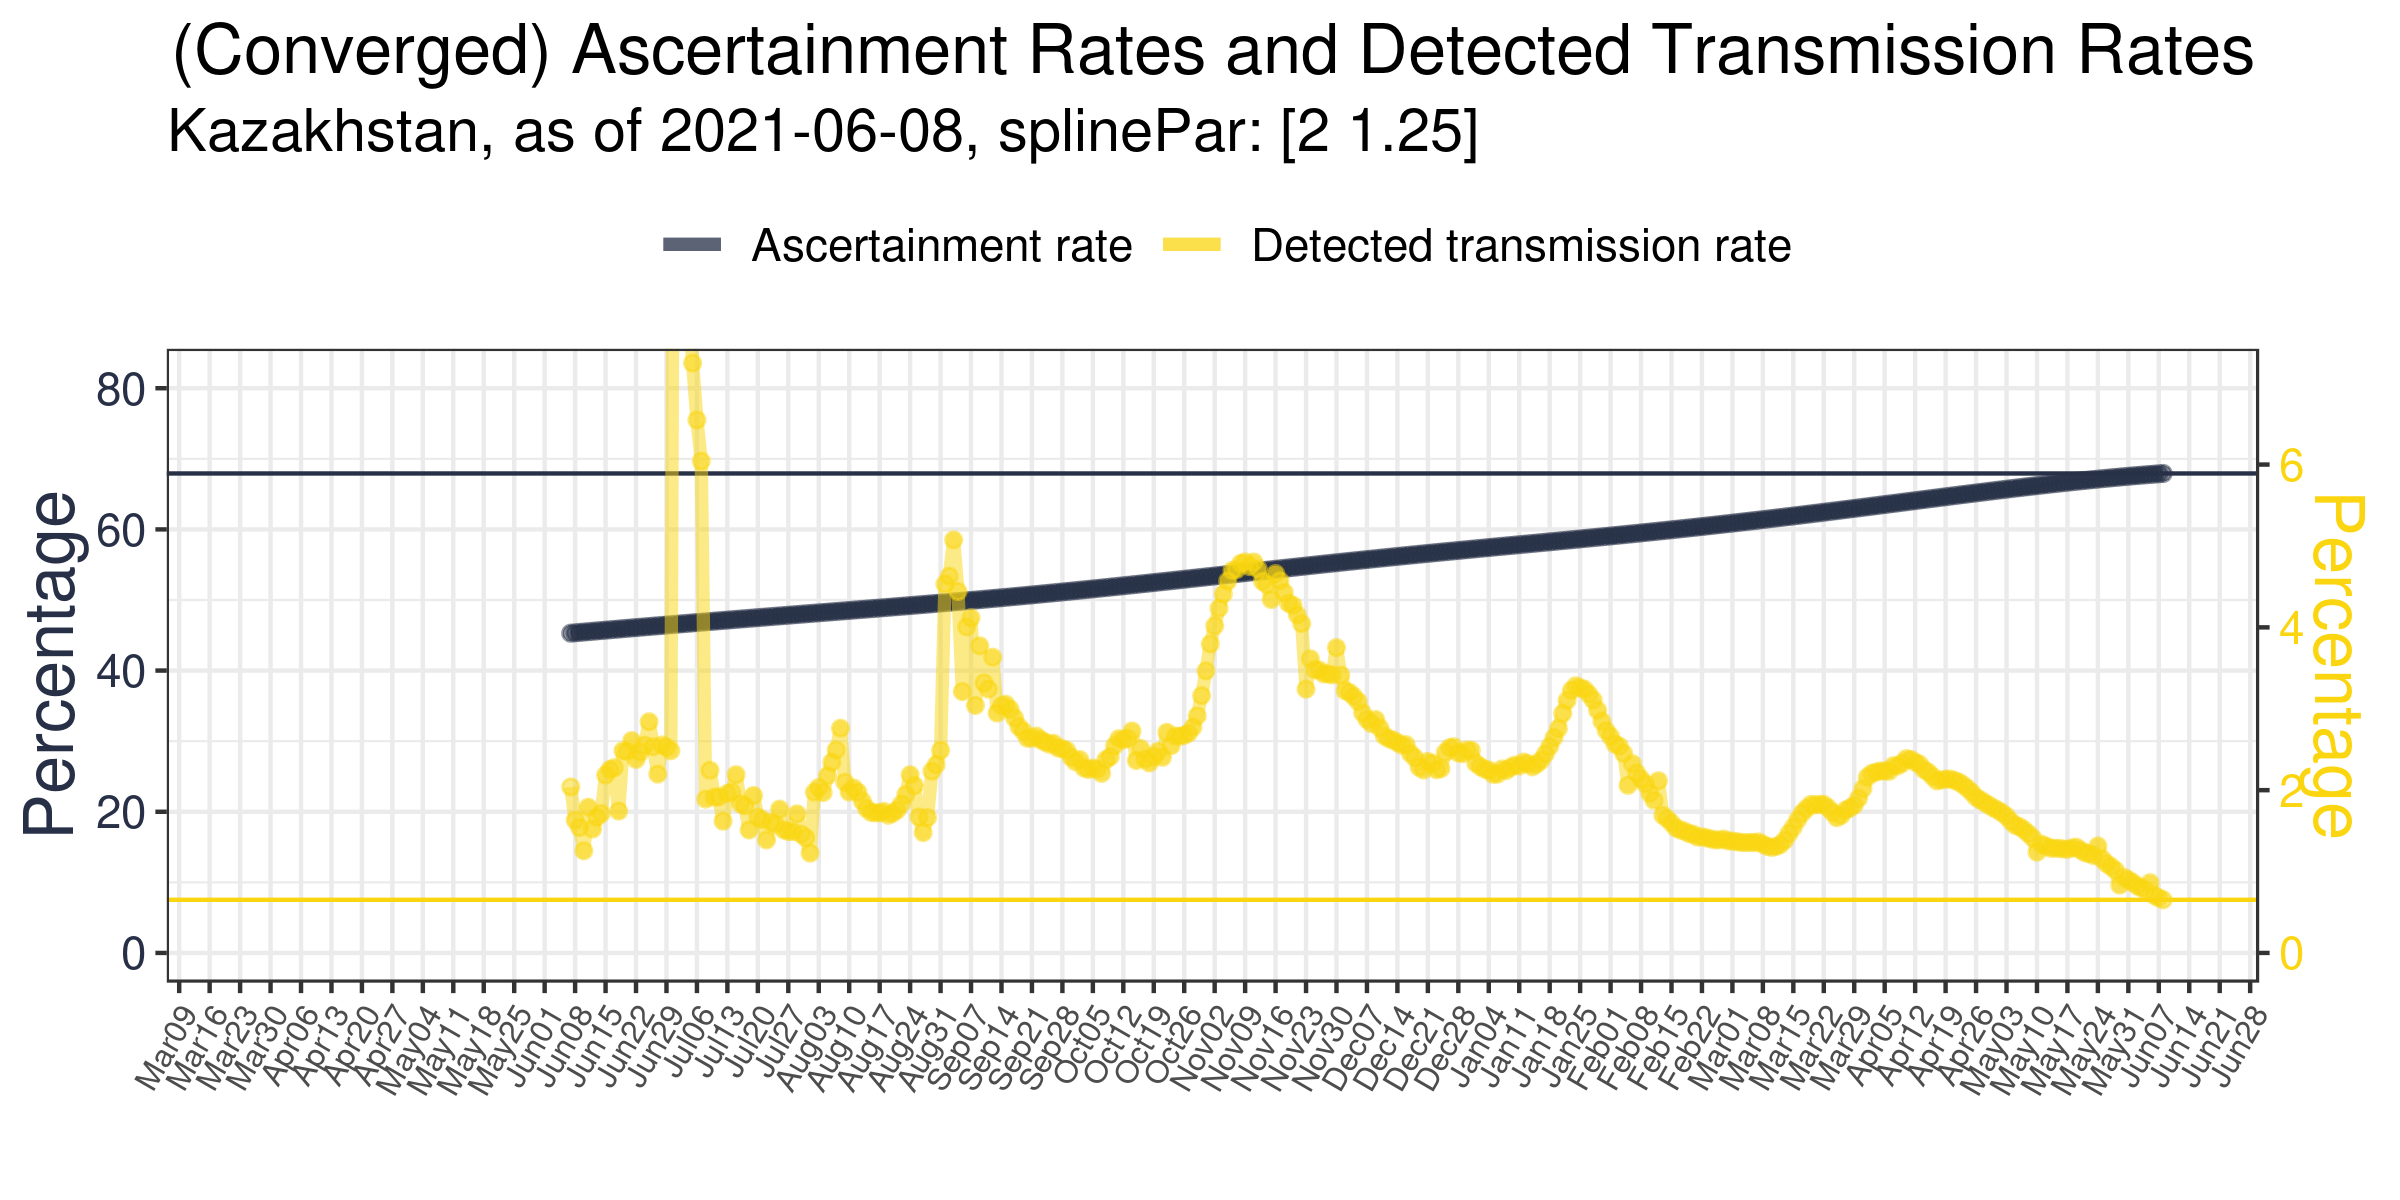 (Converged) Ascertainment Rates and Detected Transmission Rates
Kazakhstan, as of 2021-06-08, splinePar: [2 1.25]
Ascertainment rate
Detected transmission rate
Percentage
80
60
40
20
0
6
4
2
0
Percentage
Mar09
Mar16
Mar23
Mar30
Apr06
Apr13
Apr20
Apr27
May04
May11
May18
May25
Jun01
Jun08
Jun15
Jun22
Jun29
Jul06
Jul13
Jul20
Jul27
Aug03
Aug10
Aug17
Aug24
Aug31
Sep07
Sep14
Sep21
Sep28
Oct05
Oct12
Oct19
Oct26
Nov02
Nov09
Nov16
Nov23
Nov30
Dec07
Dec14
Dec21
Dec28
Jan04
Jan11
Jan18
Jan25
Feb01
Feb08
Feb15
Feb22
Mar01
Mar08
Mar15
Mar22
Mar29
Apr05
Apr12
Apr19
Apr26
May03
May10
May17
May24
May31
Jun07
Jun14
Jun21
Jun28